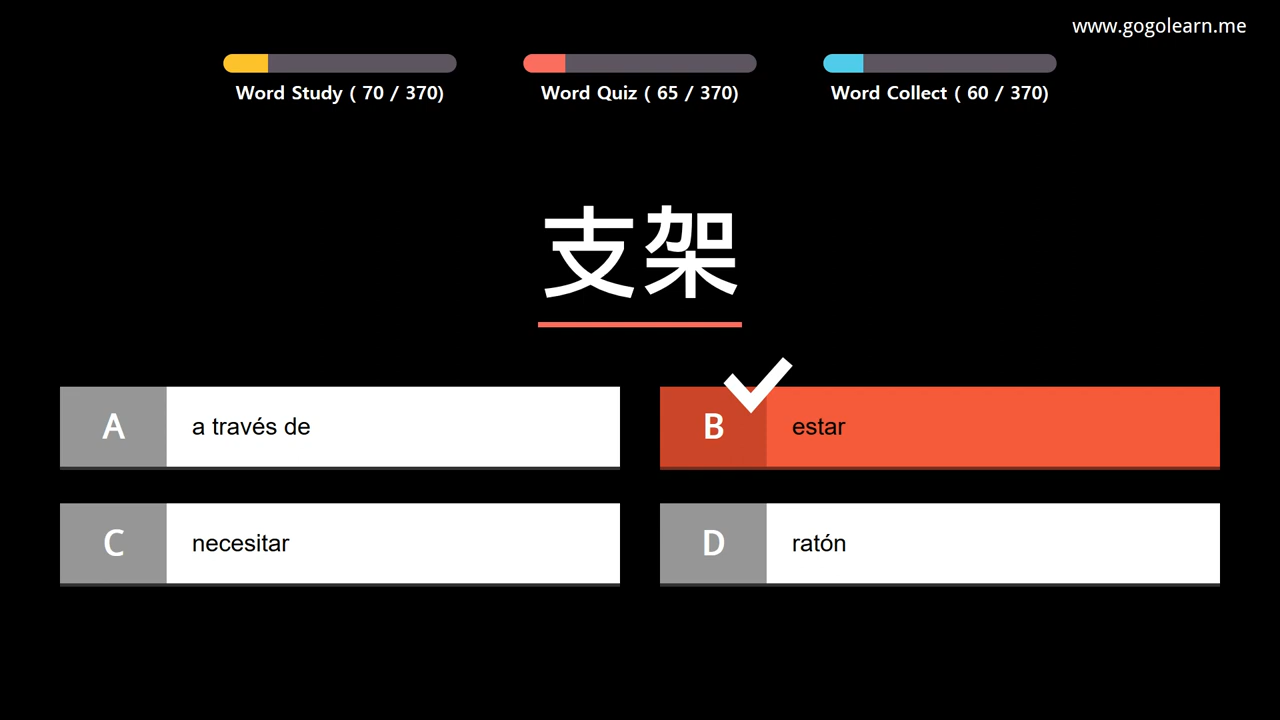 www.gogolearn.me
Word Study ( 70 / 370)
Word Quiz ( 65 / 370)
Word Collect ( 60 / 370)
支架
A
a través de
B
estar
C
necesitar
D
ratón